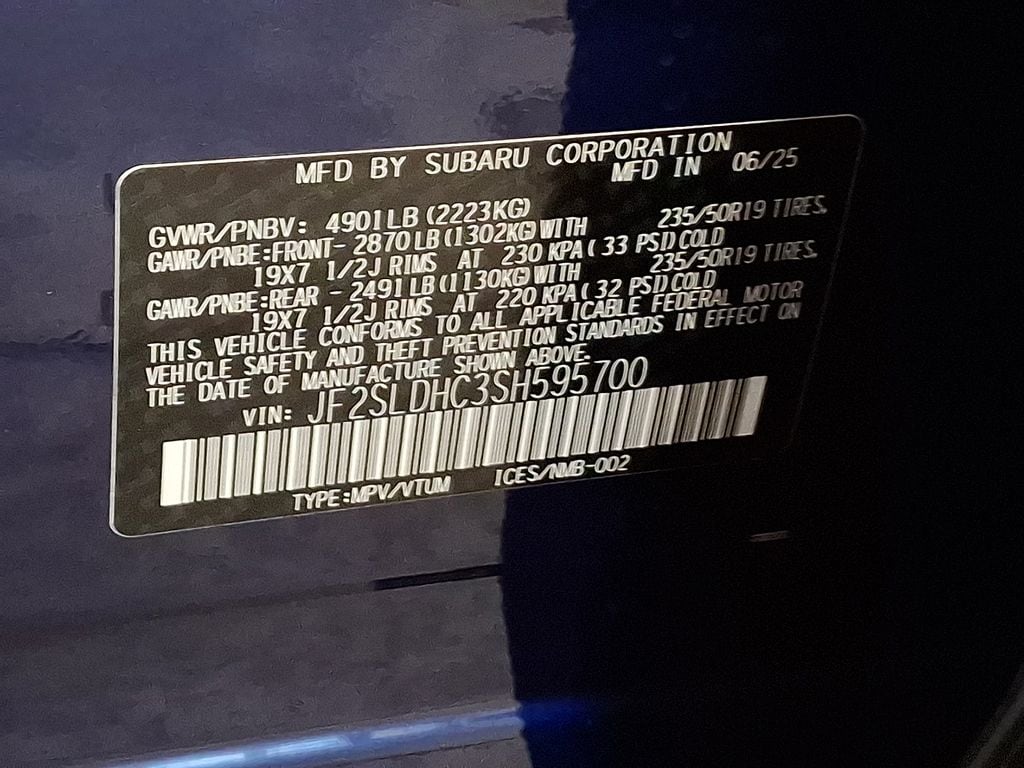 MFD BY SUBARU CORPORATION
MFD IN 06/25
GVWR/PNBV: 4901LB(2223KG)
GAWR/PNBE:FRONT- 2870LB(1302KG)WITH 235/50R19 TIRES,
19X7 1/2J RIMS AT 230 KPA( 33 PSI)COLD
GAWR/PNBE:REAR - 2491LB(1130KG)WITH 235/50R19 TIRES,
19X7 1/2J RIMS AT 220 KPA( 32 PSI)COLD
THIS VEHICLE CONFORMS TO ALL APPLICABLE FEDERAL MOTOR
VEHICLE SAFETY AND THEFT PREVENTION STANDARDS IN EFFECT ON
THE DATE OF MANUFACTURE SHOWN ABOVE.
VIN: JF2SLDHC3SH595700
TYPE:MPV/VTUM ICES/NMB-002